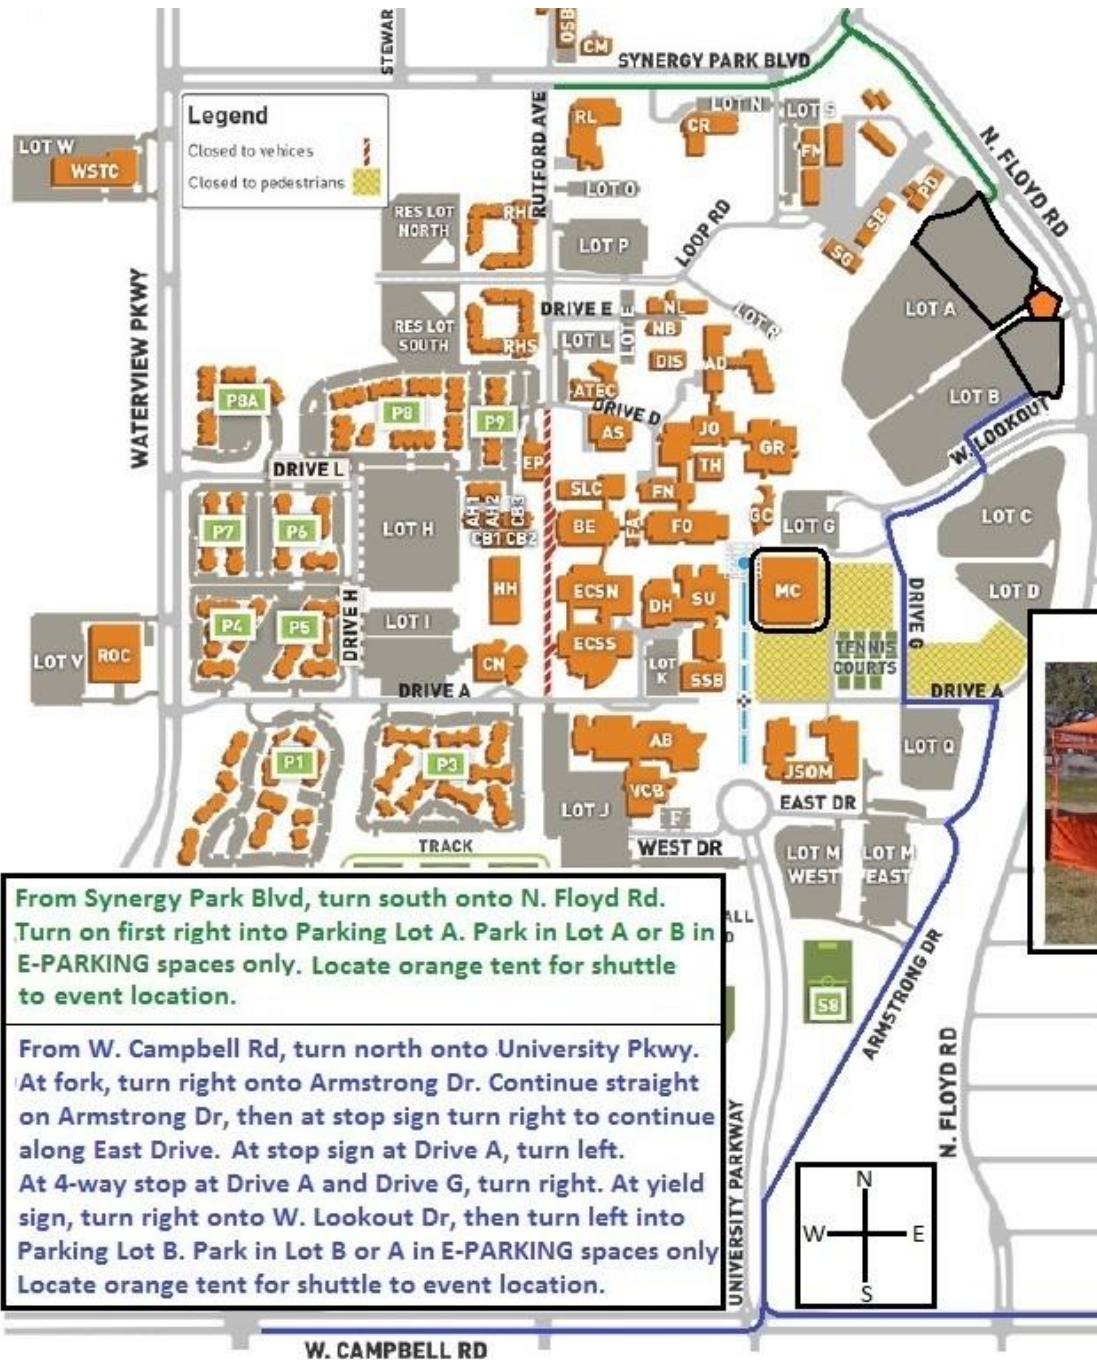 OSB
CM
STEWAR
SYNERGY PARK BLVD
Legend
Closed to vehices
Closed to pedestrians
LOT W
WSTC
RUTFORD AVE
RL
LOT N
CR
LOT S
FM
N. FLOYD RD
PD
SB
SG
LOT O
RES LOT
NORTH
LOT P
LOOP RD
WATERVIEW PKWY
DRIVE E
LOT E
NL
LOT R
LOT A
RES LOT
SOUTH
RHS
LOT L
NB
DIS
AD
ATEC
P8A
P8
P9
DRIVE D
AS
JO
GR
LOT B
W. LOOKOUT
DRIVE L
EP
TH
SLC
FN
P7
P6
LOT H
AH1
AH2
CB3
CB1
CB2
BE
FA
FO
GC
LOT G
LOT C
HH
ECSN
DH
SU
MC
DRIVE G
LOT D
P4
P5
DRIVE H
LOT I
LOT V
ROC
CN
ECSS
LOT
K
SSB
TENNIS
COURTS
DRIVE A
DRIVE A
P1
P3
AB
JSOM
LOT Q
VCB
LOT J
F
EAST DR
TRACK
WEST DR
LOT M
WEST
LOT M
EAST
ALL
D
S8
ARMSTRONG DR
N. FLOYD RD
UNIVERSITY PARKWAY
From Synergy Park Blvd, turn south onto N. Floyd Rd.
Turn on first right into Parking Lot A. Park in Lot A or B in
E-PARKING spaces only. Locate orange tent for shuttle
to event location.
From W. Campbell Rd, turn north onto University Pkwy.
At fork, turn right onto Armstrong Dr. Continue straight
on Armstrong Dr, then at stop sign turn right to continue
along East Drive. At stop sign at Drive A, turn left.
At 4-way stop at Drive A and Drive G, turn right. At yield
sign, turn right onto W. Lookout Dr, then turn left into
Parking Lot B. Park in Lot B or A in E-PARKING spaces only
Locate orange tent for shuttle to event location.
N
W
E
S
W. CAMPBELL RD